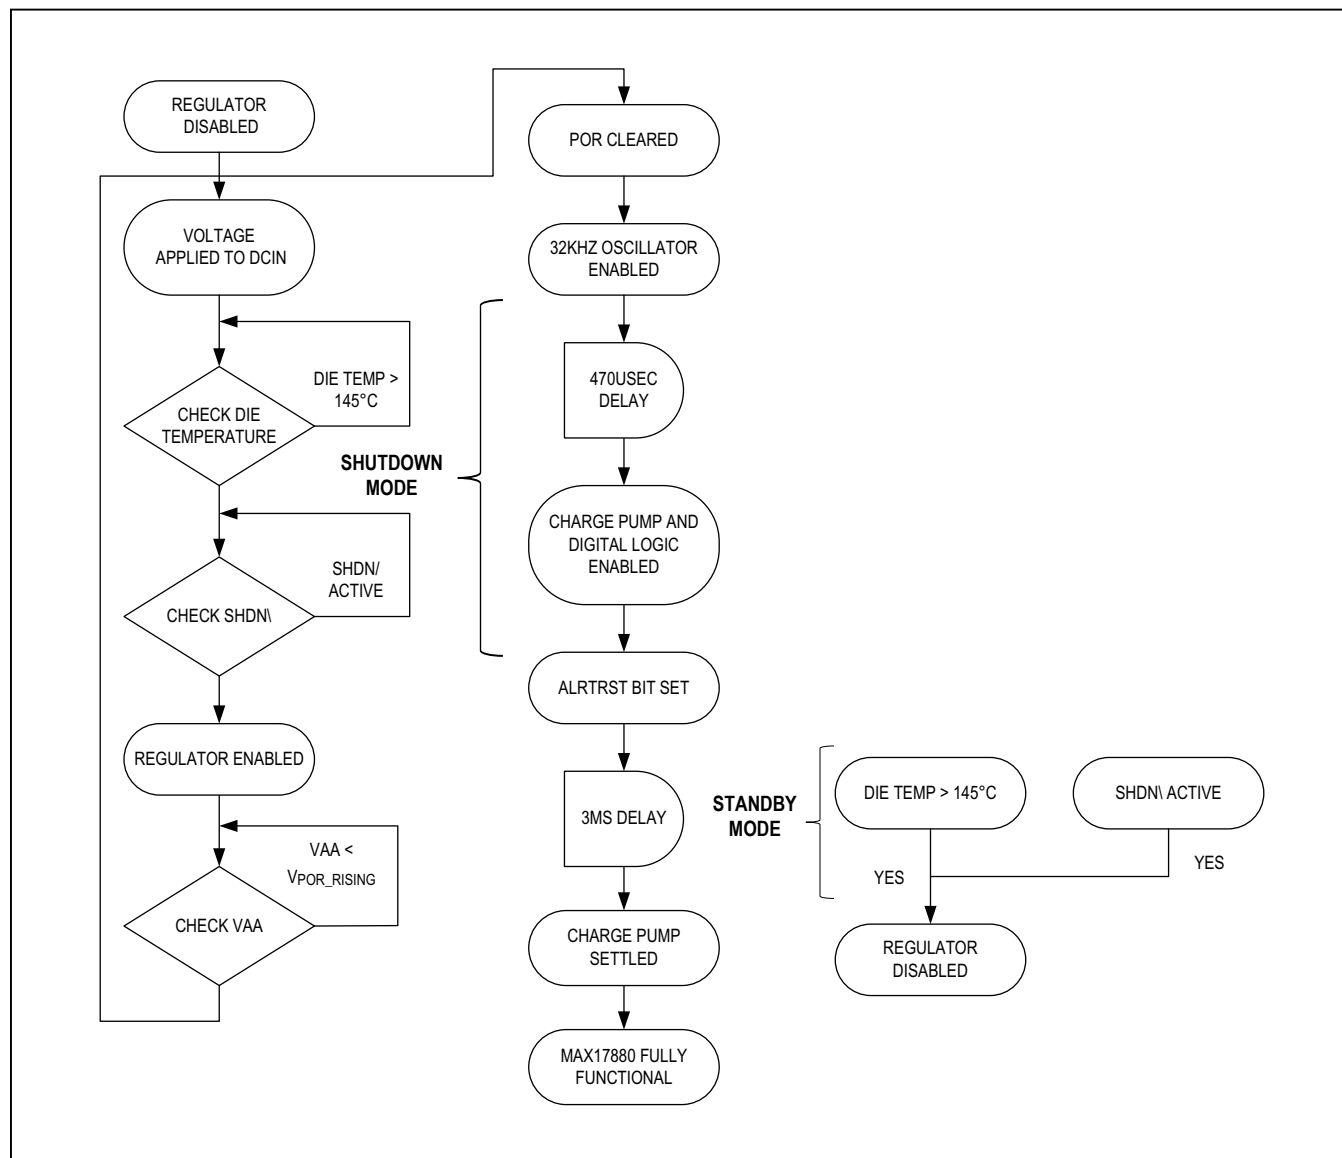 REGULATOR
DISABLED
VOLTAGE
APPLIED TO DCIN
DIE TEMP >
145°C
CHECK DIE
TEMPERATURE
SHDN/
ACTIVE
CHECK SHDN\
REGULATOR ENABLED
VAA <
VPOR_RISING
CHECK VAA
SHUTDOWN
MODE
POR CLEARED
32KHZ OSCILLATOR
ENABLED
470USEC
DELAY
CHARGE PUMP AND
DIGITAL LOGIC
ENABLED
ALRTRST BIT SET
3MS DELAY
CHARGE PUMP
SETTLED
MAX17880 FULLY
FUNCTIONAL
STANDBY
MODE
DIE TEMP > 145°C
SHDN\ ACTIVE
YES
YES
REGULATOR
DISABLED